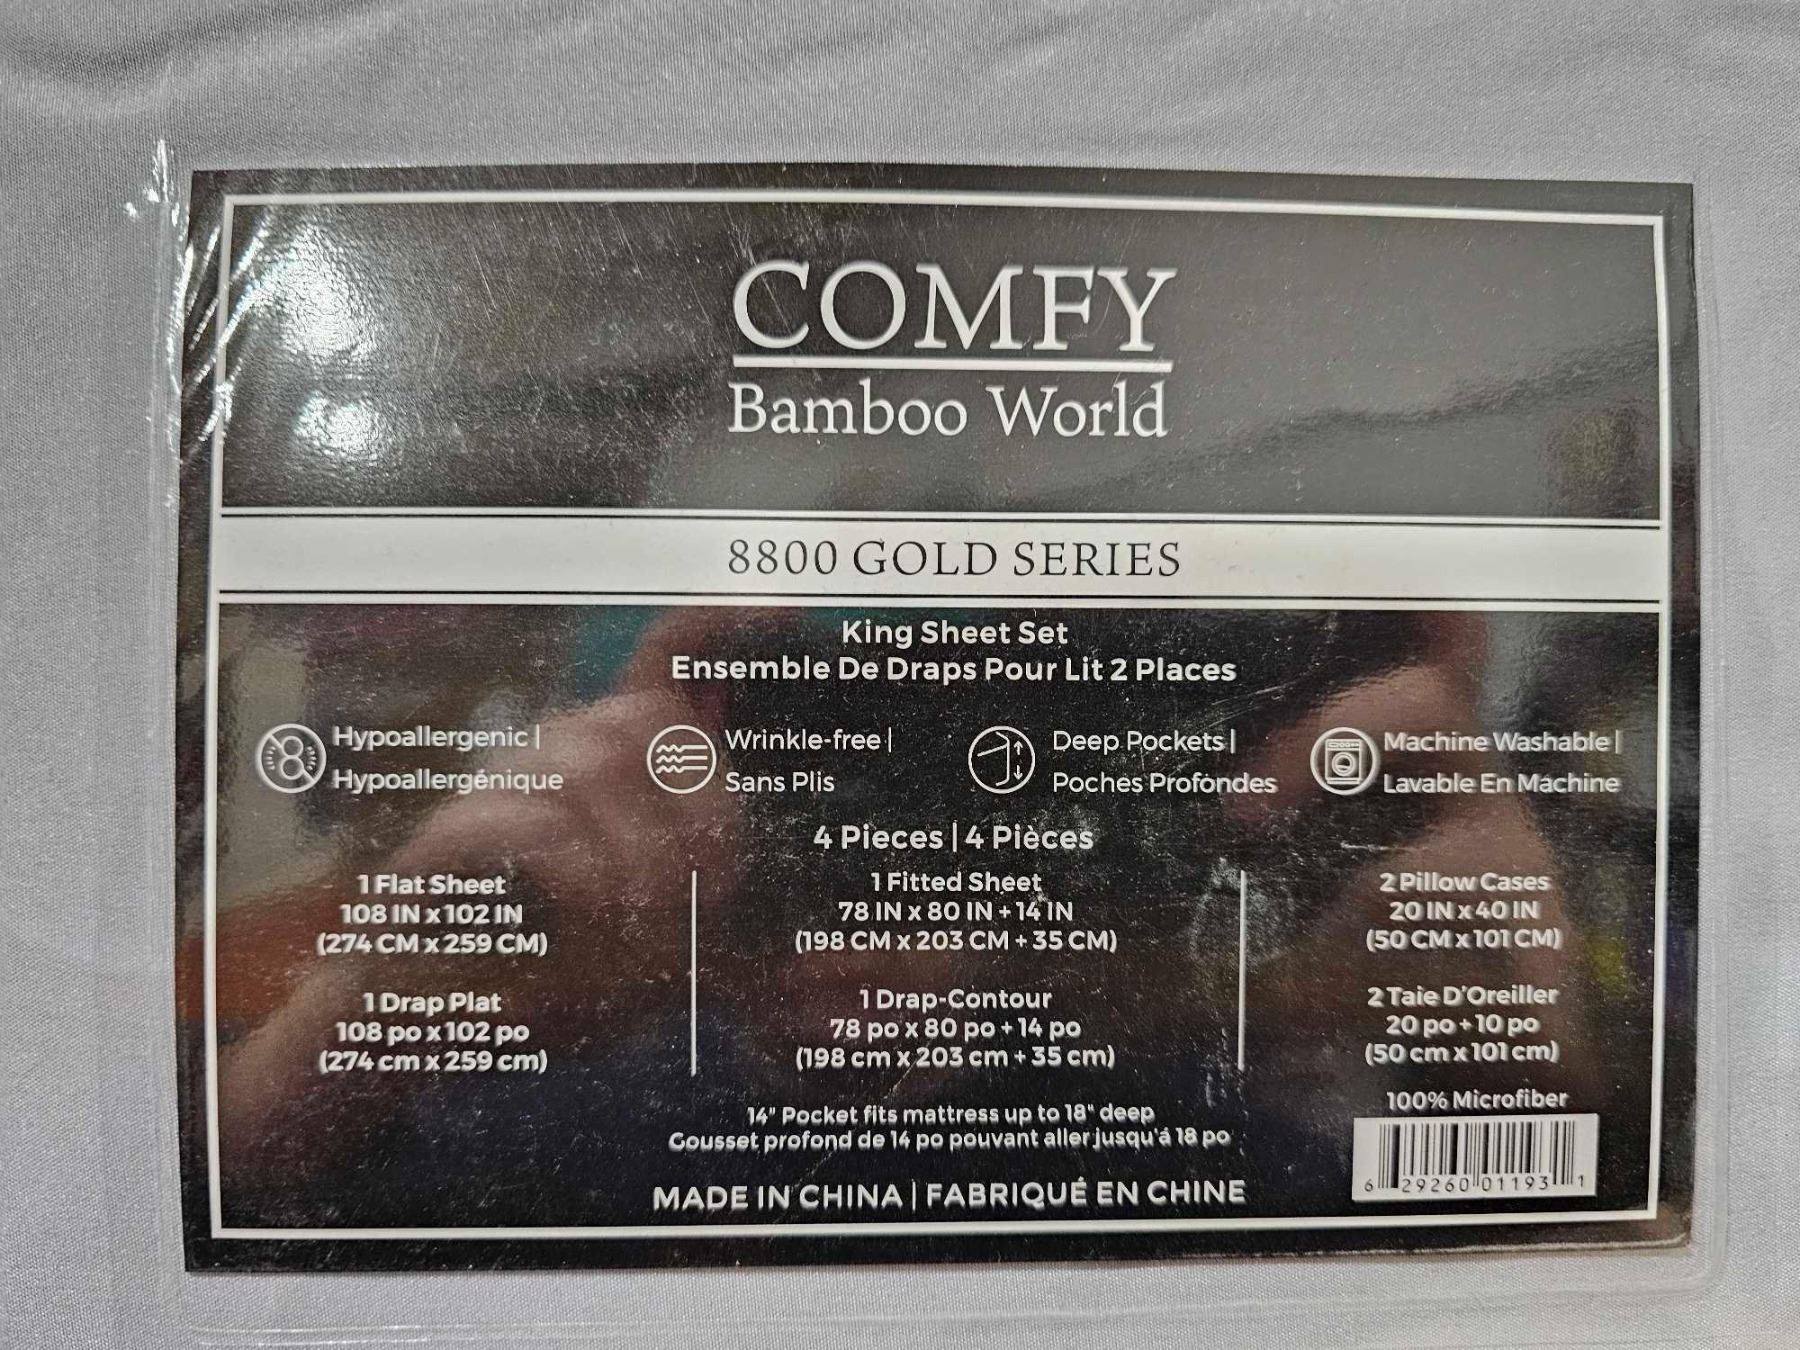 COMFY
Bamboo World
8800 GOLD SERIES
King Sheet Set
Ensemble De Draps Pour Lit 2 Places
Hypoallergenic |
Hypoallergénique
Wrinkle-free |
Sans Plis
Deep Pockets |
Poches Profondes
Machine Washable |
Lavable En Machine
4 Pieces | 4 Pièces
1 Flat Sheet
108 IN x 102 IN
(274 CM x 259 CM)
1 Drap Plat
108 po x 102 po
(274 cm x 259 cm)
1 Fitted Sheet
78 IN x 80 IN + 14 IN
(198 CM x 203 CM + 35 CM)
1 Drap-Contour
78 po x 80 po + 14 po
(198 cm x 203 cm + 35 cm)
2 Pillow Cases
20 IN x 40 IN
(50 CM x 101 CM)
2 Taie D'Oreiller
20 po + 10 po
(50 cm x 101 cm)
14" Pocket fits mattress up to 18" deep
Gousset profond de 14 po pouvant aller jusqu'á 18 po
100% Microfiber
6 29260 01193 1
MADE IN CHINA | FABRIQUÉ EN CHINE